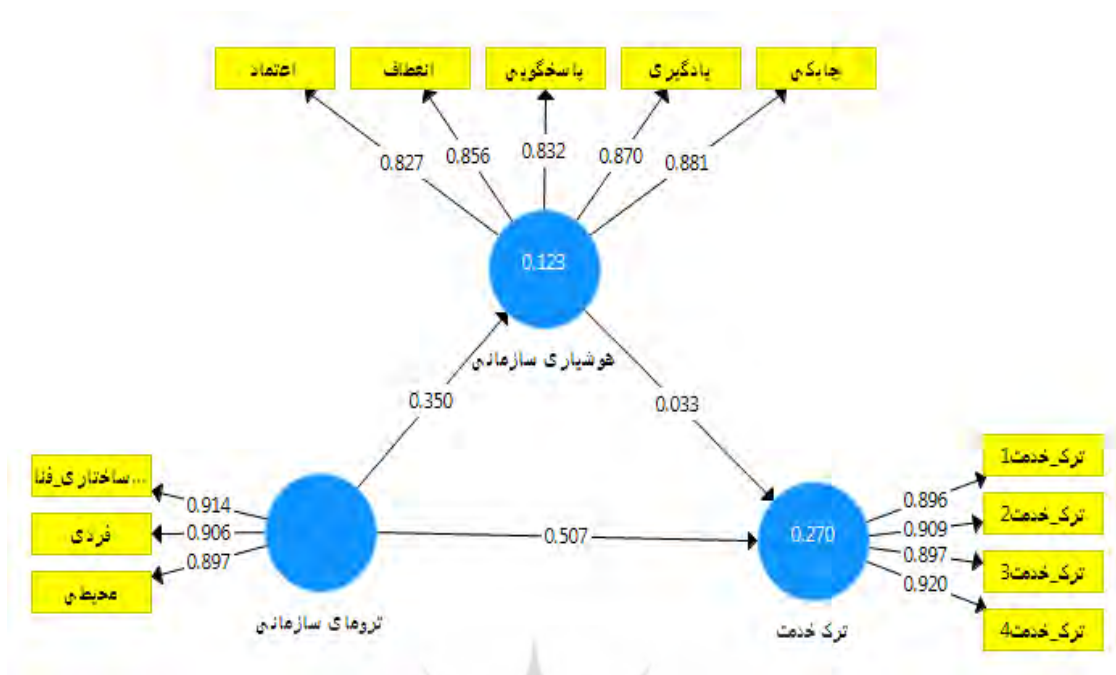 اعتماد
انعطاف
پاسخگویی
یادگیری
چابکی
0.827
0.856
0.832
0.870
0.881
0.123
هوشیاری سازمانی
0.350
0.033
ساختاری_فنا...
فردی
محیطی
0.914
0.906
0.897
ترومای سازمانی
0.507
0.270
ترک خدمت
0.896
0.909
0.897
0.920
ترک_خدمت1
ترک_خدمت2
ترک_خدمت3
ترک_خدمت4